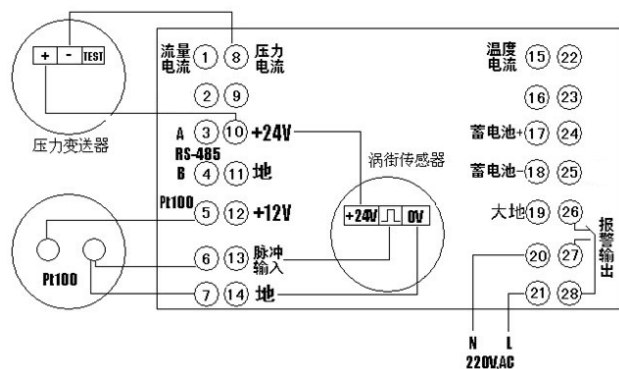 + - TEST
压力变送器
流量 电流 1 8 压力 电流
2 9
A 3 10 +24V
RS-485
B 4 11 地
Pt100
5 12 +12V
6 13 脉冲 输入
7 14 地
Pt100
涡街传感器
+24V 0V
温度 电流 15 22
16 23
蓄电池+ 17 24
蓄电池- 18 25
大地 19 26
20 27
21 28
报警输出
N L
220V.AC